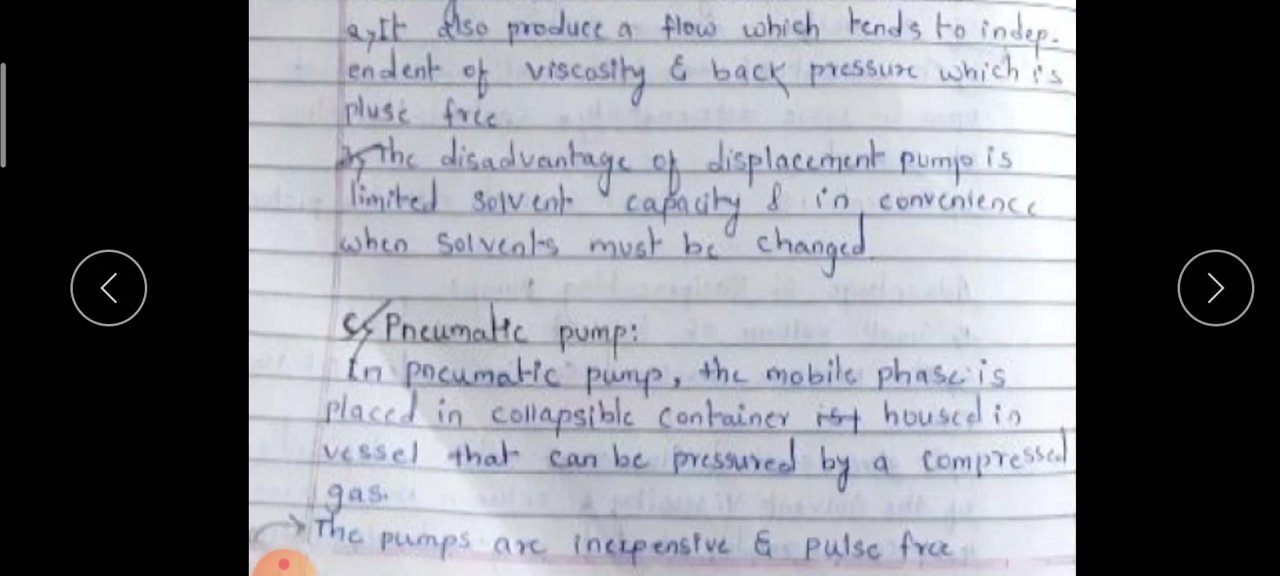 a, It also produce a flow which tends to indep-
endent of viscosity & back pressure which is
pluse free
The disadvantage of displacement pump is
limited solvent capacity & in convenience
when solvents must be changed.
c, Pneumatic pump:
In pneumatic pump, the mobile phase is
placed in collapsible container ist housed in
vessel that can be pressured by a compressed
gas.
→ The pumps are inexpensive & pulse free